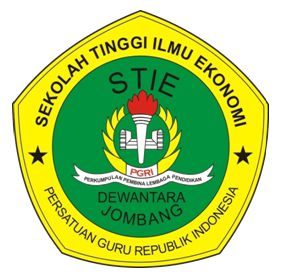 SEKOLAH TINGGI ILMU EKONOMI
STIE
PGRI
PERKUMPULAN PEMBINA LEMBAGA PENDIDIKAN
DEWANTARA
JOMBANG
PERSATUAN GURU REPUBLIK INDONESIA